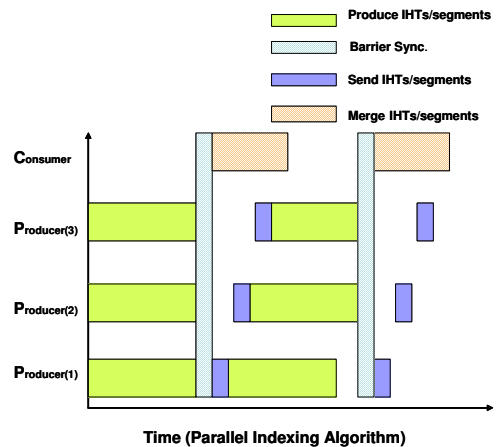 Produce IHTs/segments
Barrier Sync.
Send IHTs/segments
Merge IHTs/segments
Consumer
Producer(3)
Producer(2)
Producer(1)
Time (Parallel Indexing Algorithm)